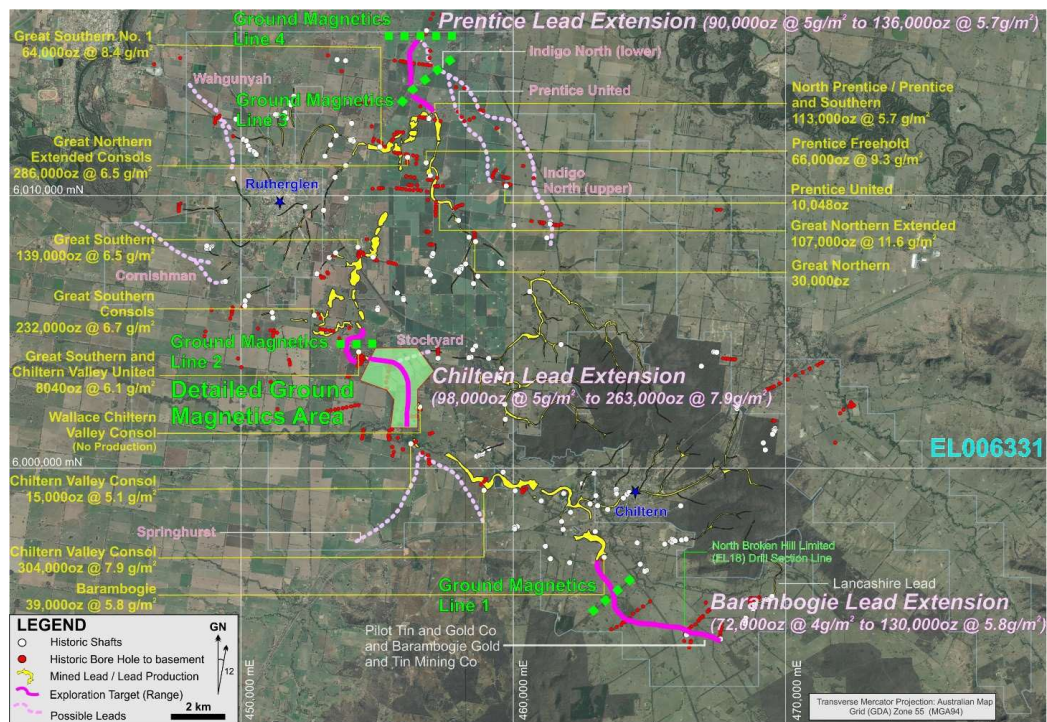 Prentice Lead Extension (90,000oz @ 5g/m² to 136,000oz @ 5.7g/m²)
Ground Magnetics
Line 4
Great Southern No. 1
64,000oz @ 8.4 g/m²
Indigo North (lower)
Wahgunyah
Prentice United
Ground Magnetics
Line 3
North Prentice / Prentice
and Southern
113,000oz @ 5.7 g/m²
Great Northern
Extended Consols
286,000oz @ 6.5 g/m²
Prentice Freehold
66,000oz @ 9.3 g/m²
Indigo
North (upper)
Rutherglen
6,010,000 mN
Prentice United
10,048oz
Great Northern Extended
107,000oz @ 11.6 g/m²
Great Southern
139,000oz @ 6.5 g/m²
Great Northern
30,000oz
Cornishman
Great Southern
Consols
232,000oz @ 6.7 g/m²
Ground Magnetics
Line 2
Stockyard
Great Southern and
Chiltern Valley United
8040oz @ 6.1 g/m²
Detailed Ground
Magnetics Area
Chiltern Lead Extension
(98,000oz @ 5g/m² to 263,000oz @ 7.9g/m²)
Wallace Chiltern
Valley Consol
(No Production)
EL006331
6,000,000 mN
Chiltern Valley Consol
15,000oz @ 5.1 g/m²
Chiltern
Springhurst
Chiltern Valley Consol
304,000oz @ 7.9 g/m²
North Broken Hill Limited
(EL18) Drill Section Line
Barambogie
39,000oz @ 5.8 g/m²
Ground Magnetics
Line 1
Lancashire Lead
Barambogie Lead Extension
(72,000oz @ 4g/m² to 130,000oz @ 5.8g/m²)
Pilot Tin and Gold Co
and Barambogie Gold
and Tin Mining Co
LEGEND
GN
Historic Shafts
Historic Bore Hole to basement
Mined Lead / Lead Production
Exploration Target (Range)
Possible Leads
12
2 km
450,000 mE
460,000 mE
470,000 mE
Transverse Mercator Projection: Australian Map
Grid (GDA) Zone 55 (MGA94)